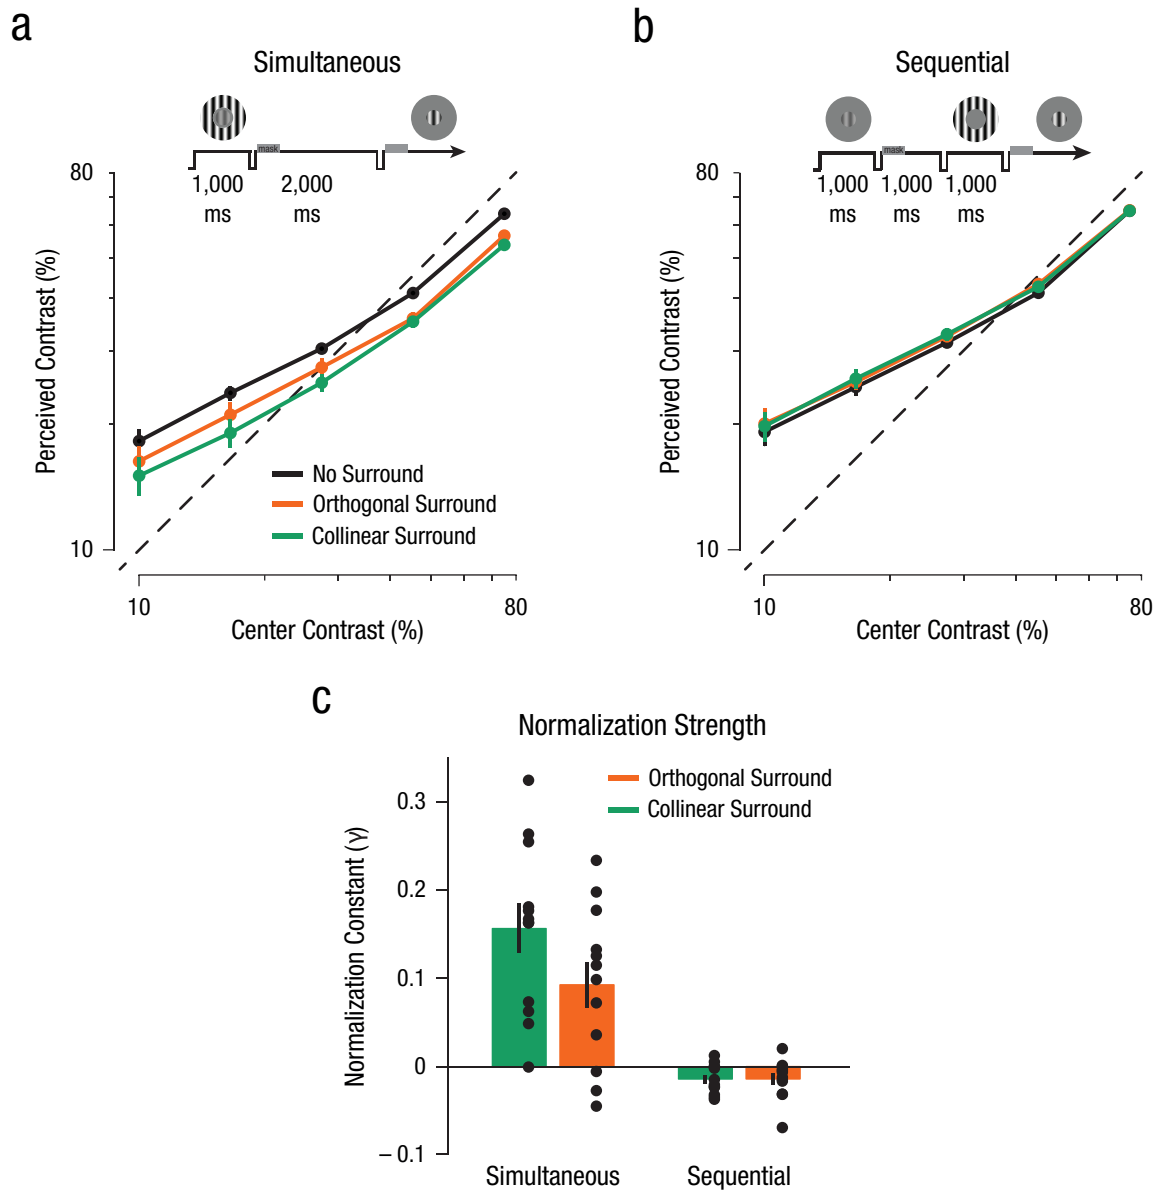 a
Simultaneous
mask
1,000 ms
2,000 ms
80
10
Perceived Contrast (%)
No Surround
Orthogonal Surround
Collinear Surround
10
80
Center Contrast (%)
b
Sequential
mask
1,000 ms
1,000 ms
1,000 ms
80
10
Perceived Contrast (%)
10
80
Center Contrast (%)
c
Normalization Strength
Orthogonal Surround
Collinear Surround
0.3
0.2
0.1
0
– 0.1
Normalization Constant (γ)
Simultaneous
Sequential